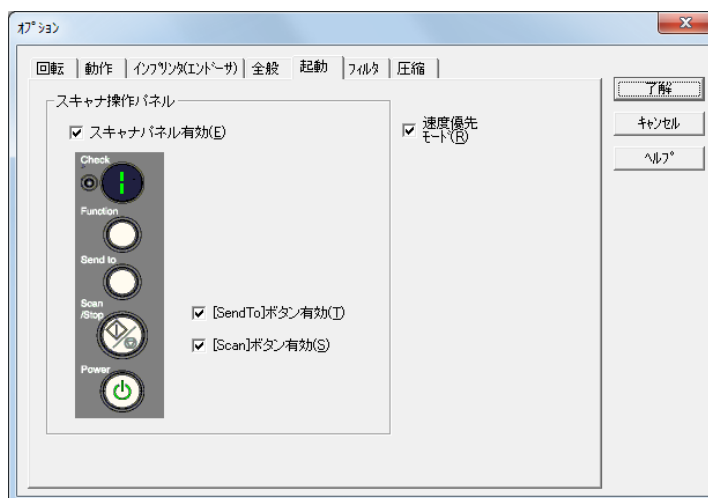 オプション
回転 動作 インプリンタ(エンドーサ) 全般 起動 フィルタ 圧縮
了解
キャンセル
ヘルプ
スキャナ操作パネル
スキャナパネル有効(E)
速度優先
モード(R)
Check
Function
Send to
Scan
/Stop
[SendTo]ボタン有効(T)
[Scan]ボタン有効(S)
Power